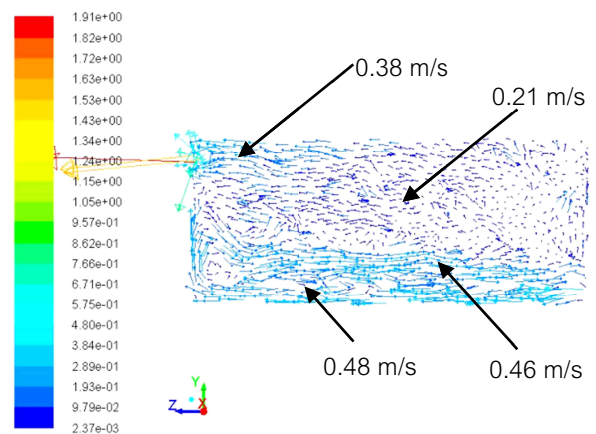 1.91e+00
1.82e+00
1.72e+00
1.63e+00
1.53e+00
1.43e+00
1.34e+00
1.24e+00
1.15e+00
1.05e+00
9.57e-01
8.62e-01
7.66e-01
6.71e-01
5.75e-01
4.80e-01
3.84e-01
2.89e-01
1.93e-01
9.79e-02
2.37e-03
0.38 m/s
0.21 m/s
0.48 m/s
0.46 m/s
Y
Z X